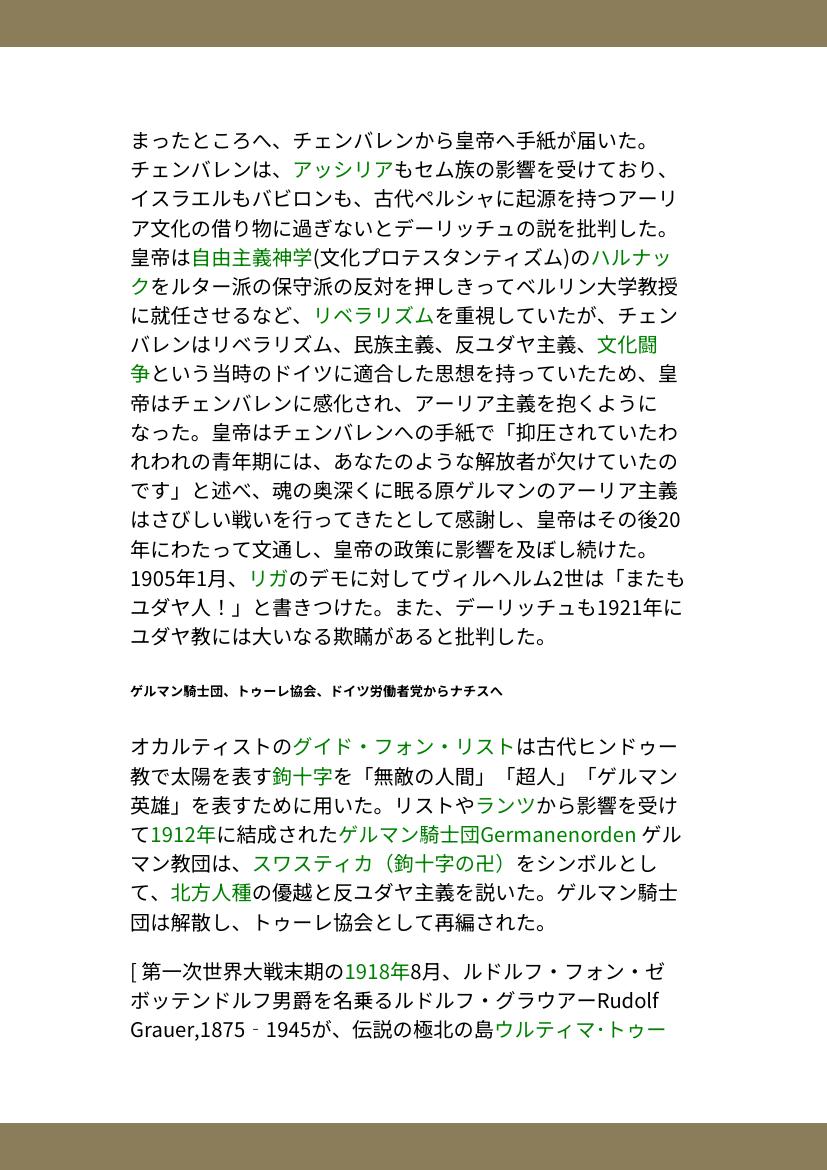 まったところへ、チェンバレンから皇帝へ手紙が届いた。
チェンバレンは、アッシリアもセム族の影響を受けており、
イスラエルもバビロンも、古代ペルシャに起源を持つアーリ
ア文化の借り物に過ぎないとデーリッチュの説を批判した。
皇帝は自由主義神学(文化プロテスタンティズム)のハルナッ
クをルター派の保守派の反対を押しきってベルリン大学教授
に就任させるなど、リベラリズムを重視していたが、チェン
バレンはリベラリズム、民族主義、反ユダヤ主義、文化闘
争という当時のドイツに適合した思想を持っていたため、皇
帝はチェンバレンに感化され、アーリア主義を抱くように
なった。皇帝はチェンバレンへの手紙で「抑圧されていたわ
れわれの青年期には、あなたのような解放者が欠けていたの
です」と述べ、魂の奥深くに眠る原ゲルマンのアーリア主義
はさびしい戦いを行ってきたとして感謝し、皇帝はその後20
年にわたって文通し、皇帝の政策に影響を及ぼし続けた。
1905年1月、リガのデモに対してヴィルヘルム2世は「またも
ユダヤ人！」と書きつけた。また、デーリッチュも1921年に
ユダヤ教には大いなる欺瞞があると批判した。
ゲルマン騎士団、トゥーレ協会、ドイツ労働者党からナチスへ
オカルティストのグイド・フォン・リストは古代ヒンドゥー
教で太陽を表す鉤十字を「無敵の人間」「超人」「ゲルマン
英雄」を表すために用いた。リストやランツから影響を受け
て1912年に結成されたゲルマン騎士団Germanenorden ゲル
マン教団は、スワスティカ（鉤十字の卍）をシンボルとし
て、北方人種の優越と反ユダヤ主義を説いた。ゲルマン騎士
団は解散し、トゥーレ協会として再編された。
[ 第一次世界大戦末期の1918年8月、ルドルフ・フォン・ゼ
ボッテンドルフ男爵を名乗るルドルフ・グラウアーRudolf
Grauer,1875‐1945が、伝説の極北の島ウルティマ・トゥー